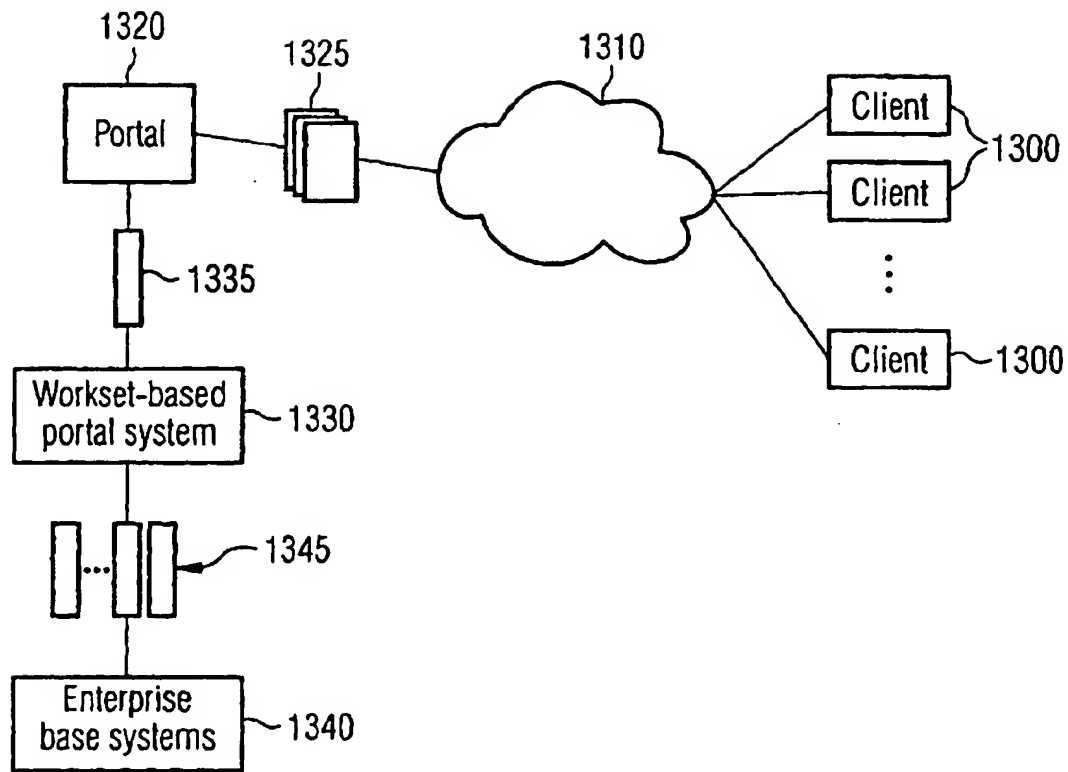 1320
1325
1310
Portal
Client
Client
1300
1335
Client
1300
Workset-based
portal system
1330
1345
Enterprise
base systems
1340